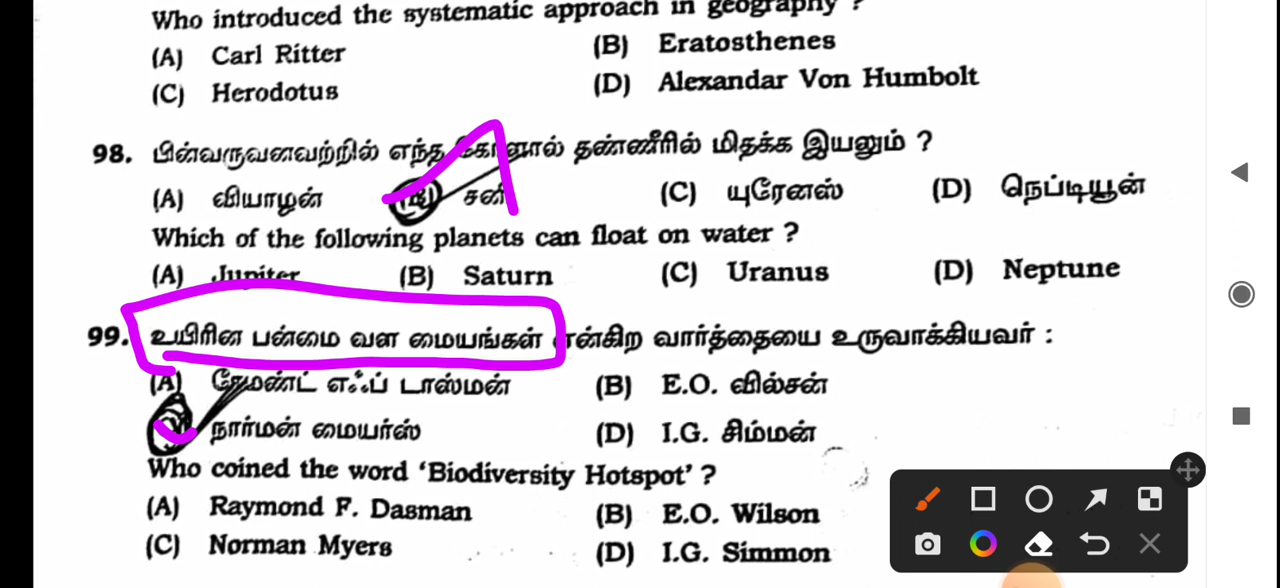 Who introduced the systematic approach in geography ?
(A) Carl Ritter (B) Eratosthenes
(C) Herodotus (D) Alexandar Von Humbolt
98. பின்வருவனவற்றில் எந்த தண்ணீரில் மிதக்க இயலும் ?
(A) வியாழன் சனி (C) யுரேனஸ் (D) நெப்டியூன்
Which of the following planets can float on water ?
(A) Jupiter (B) Saturn (C) Uranus (D) Neptune
99. உயிரின பன்மை வள மையங்கள் என்கிற வார்த்தையை உருவாக்கியவர் :
(A) ரேமண்ட் எஃப் டாஸ்மன் (B) E.O. வில்சன்
நார்மன் மையர்ஸ் (D) I.G. சிம்மன்
Who coined the word ‘Biodiversity Hotspot’ ?
(A) Raymond F. Dasman (B) E.O. Wilson
(C) Norman Myers (D) I.G. Simmon